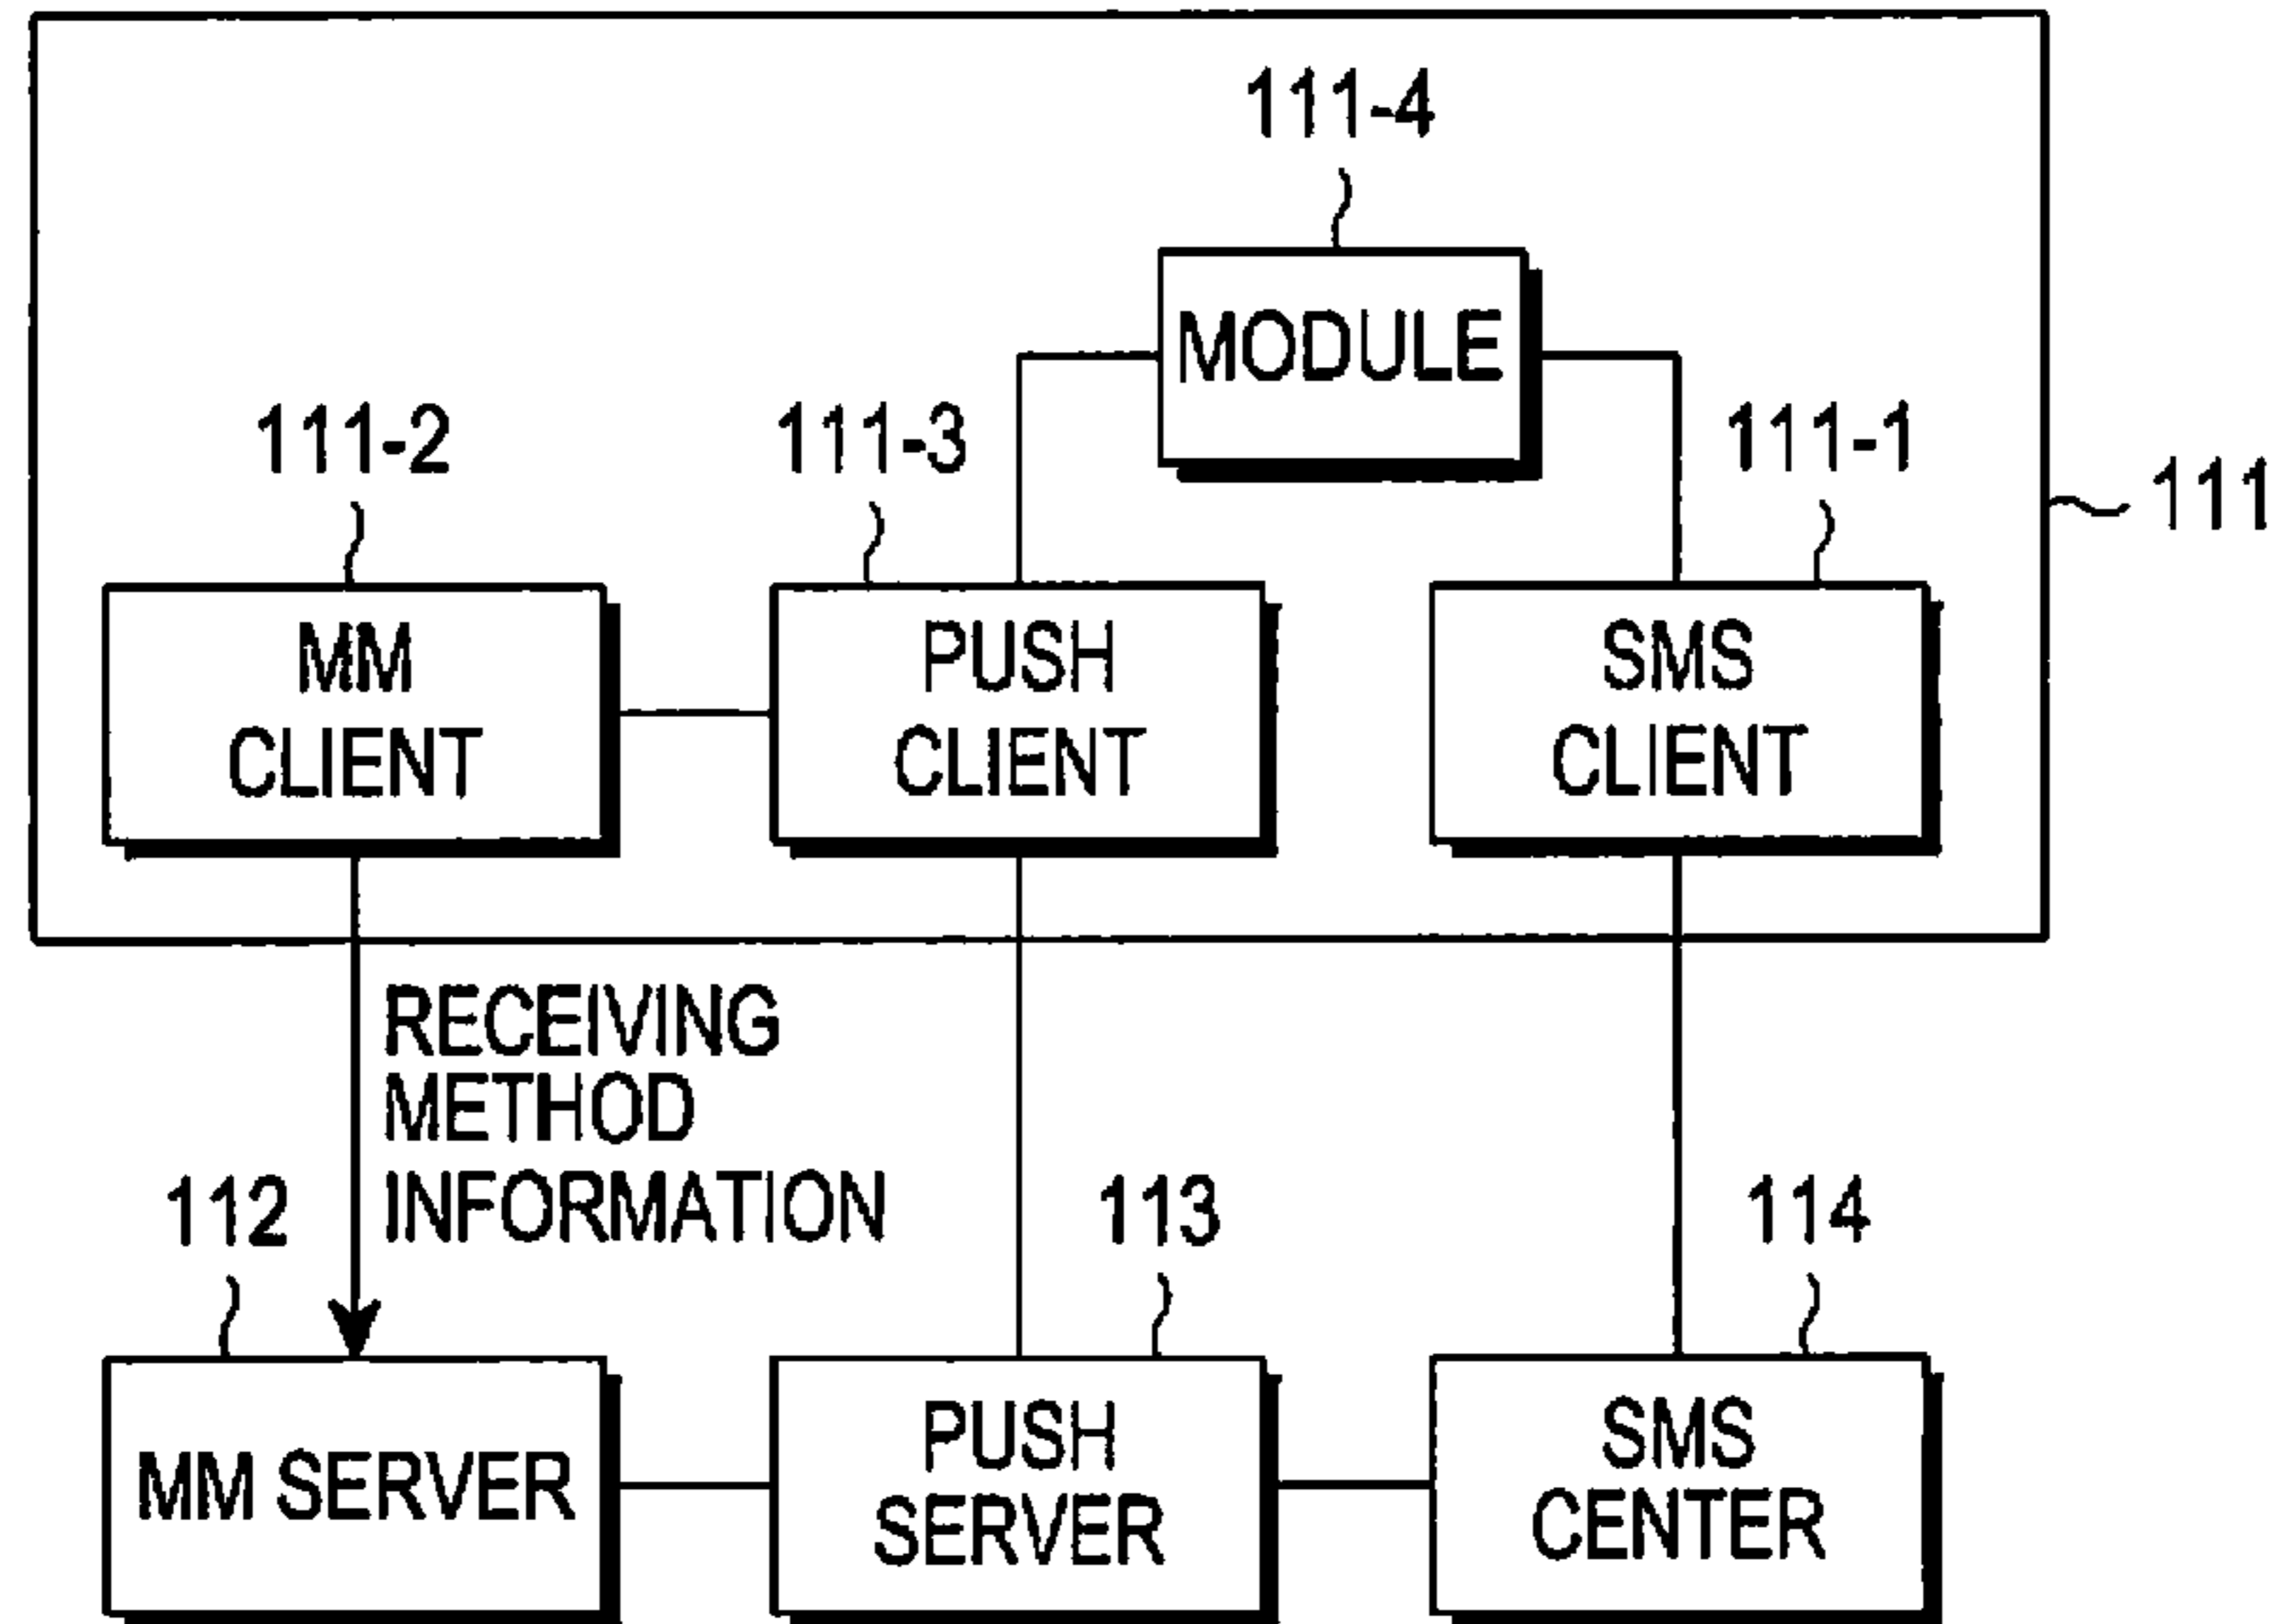 111-4
MODULE
111-2
111-3
111-1
111
MM
CLIENT
PUSH
CLIENT
SMS
CLIENT
RECEIVING
METHOD
INFORMATION
112
113
114
MM SERVER
PUSH
SERVER
SMS
CENTER